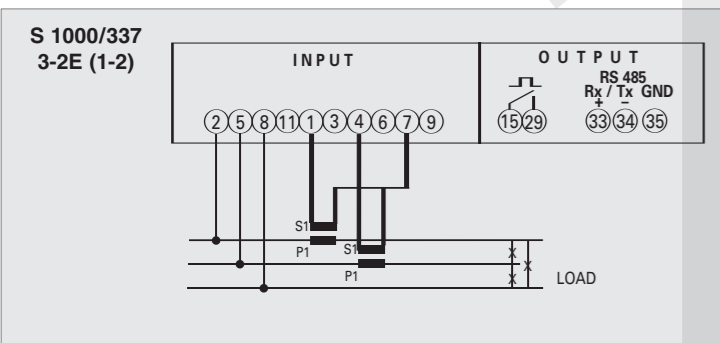 S 1000/337
3-2E (1-2)
INPUT
OUTPUT
RS 485
Rx / Tx GND
+ –
2 5 8 11 1 3 4 6 7 9
15 29 33 34 35
S1
P1
S1
P1
LOAD